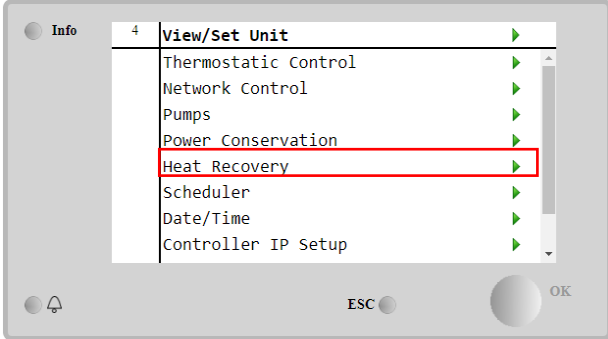 Info
4 View/Set Unit
Thermostatic Control
Network Control
Pumps
Power Conservation
Heat Recovery
Scheduler
Date/Time
Controller IP Setup
ESC
OK